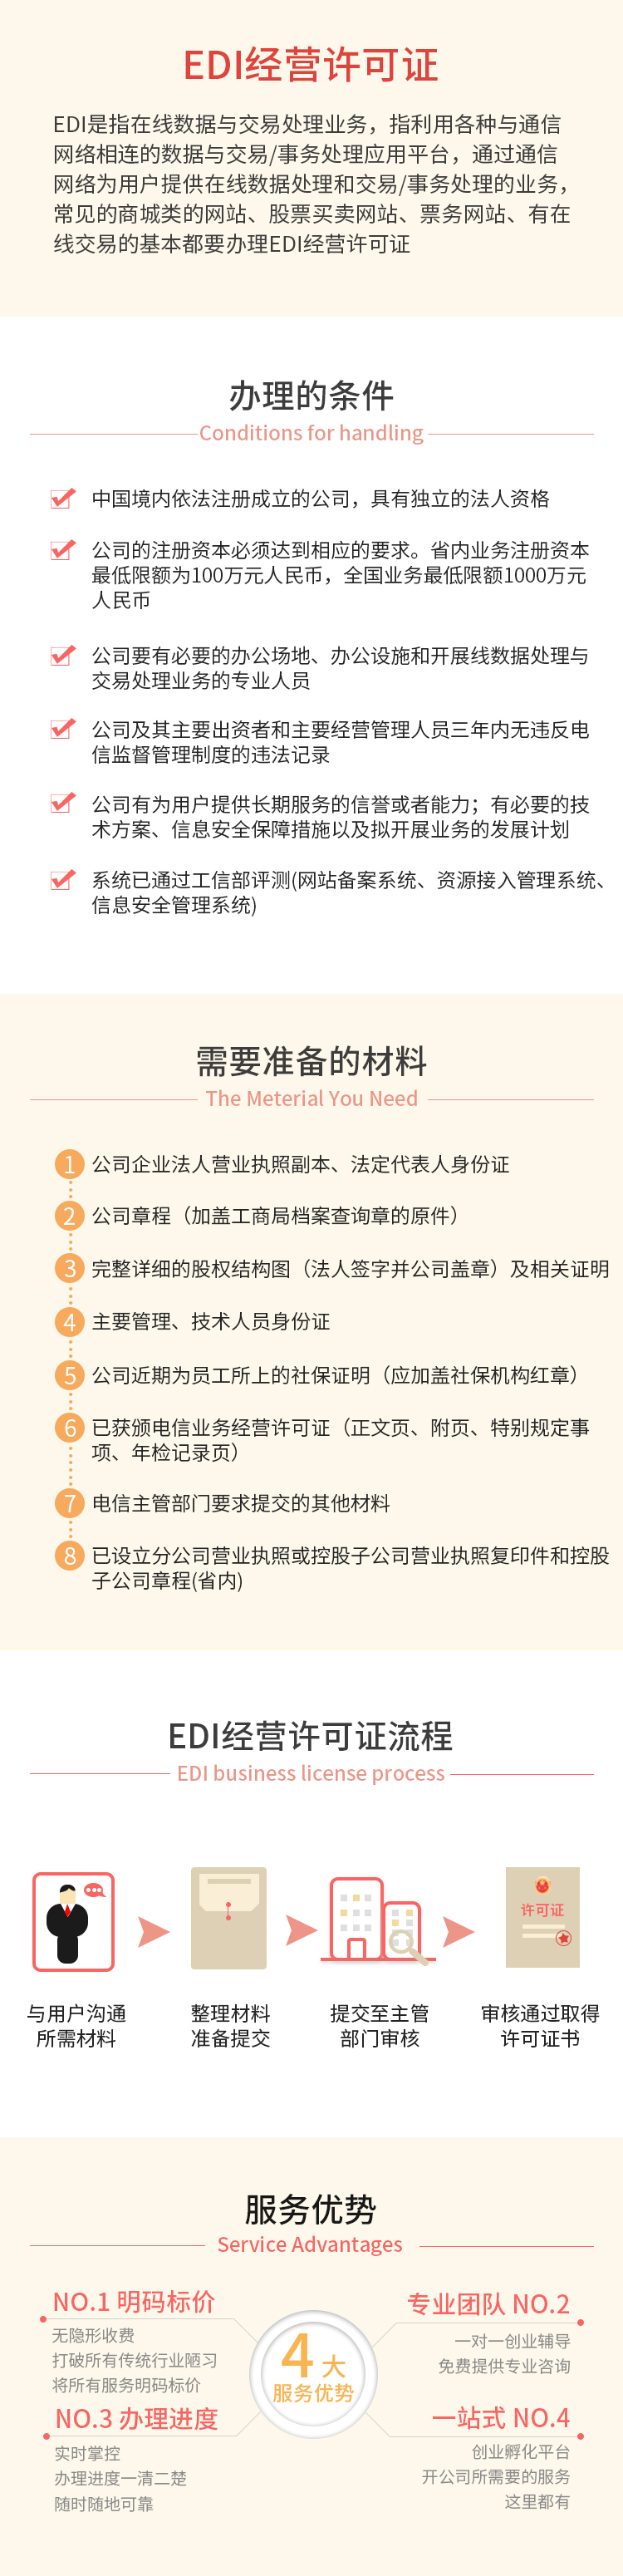 EDI经营许可证
EDI是指在线数据与交易处理业务，指利用各种与通信
网络相连的数据与交易/事务处理应用平台，通过通信
网络为用户提供在线数据处理和交易/事务处理的业务，
常见的商城类的网站、股票买卖网站、票务网站、有在
线交易的基本都要办理EDI经营许可证
办理的条件
Conditions for handling
中国境内依法注册成立的公司，具有独立的法人资格
公司的注册资本必须达到相应的要求。省内业务注册资本
最低限额为100万元人民币，全国业务最低限额1000万元
人民币
公司要有必要的办公场地、办公设施和开展线数据处理与
交易处理业务的专业人员
公司及其主要出资者和主要经营管理人员三年内无违反电
信监督管理制度的违法记录
公司有为用户提供长期服务的信誉或者能力；有必要的技
术方案、信息安全保障措施以及拟开展业务的发展计划
系统已通过工信部评测(网站备案系统、资源接入管理系统、
信息安全管理系统)
需要准备的材料
The Meterial You Need
1 公司企业法人营业执照副本、法定代表人身份证
2 公司章程（加盖工商局档案查询章的原件）
3 完整详细的股权结构图（法人签字并公司盖章）及相关证明
4 主要管理、技术人员身份证
5 公司近期为员工所上的社保证明（应加盖社保机构红章）
6 已获颁电信业务经营许可证（正文页、附页、特别规定事
项、年检记录页）
7 电信主管部门要求提交的其他材料
8 已设立分公司营业执照或控股子公司营业执照复印件和控股
子公司章程(省内)
EDI经营许可证流程
EDI business license process
许可证
与用户沟通
所需材料
整理材料
准备提交
提交至主管
部门审核
审核通过取得
许可证书
服务优势
Service Advantages
NO.1 明码标价
无隐形收费
打破所有传统行业陋习
将所有服务明码标价
专业团队 NO.2
一对一创业辅导
免费提供专业咨询
4大
服务优势
NO.3 办理进度
实时掌控
办理进度一清二楚
随时随地可靠
一站式 NO.4
创业孵化平台
开公司所需要的服务
这里都有